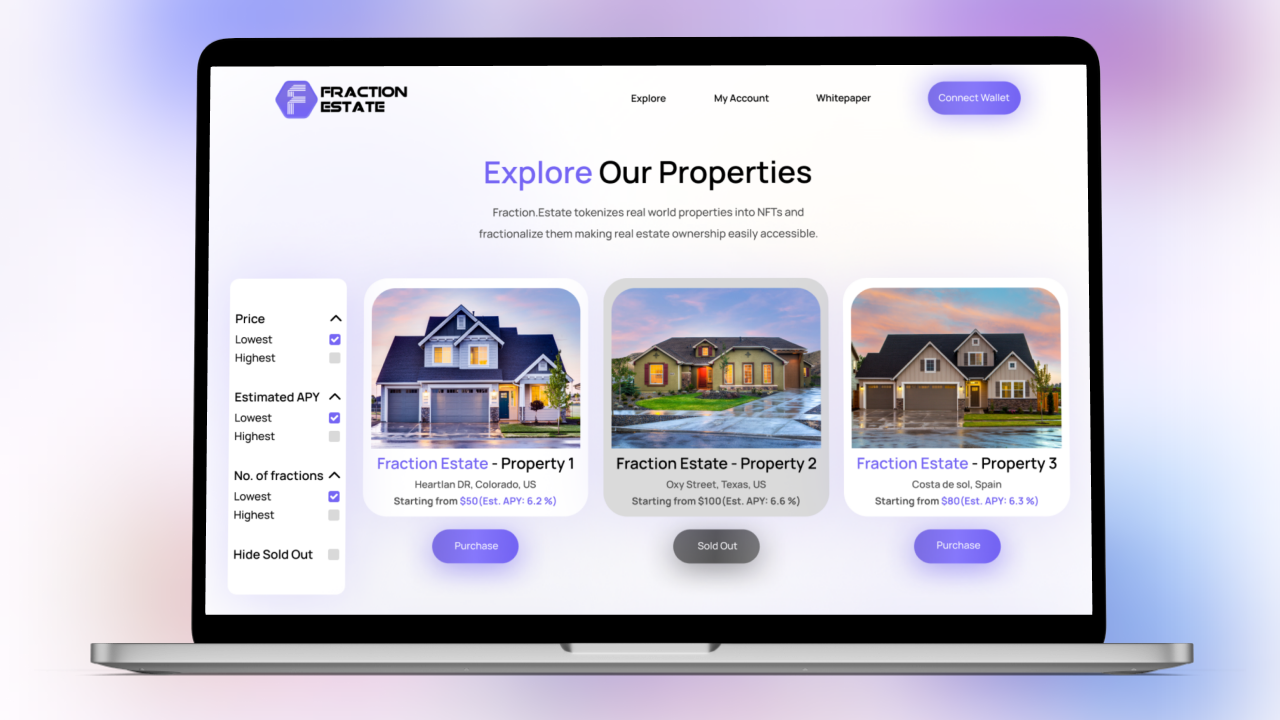 FRACTION
ESTATE
Explore
My Account
Whitepaper
Connect Wallet
Explore Our Properties
Fraction.Estate tokenizes real world properties into NFTs and
fractionalize them making real estate ownership easily accessible.
Price
Lowest
Highest
Estimated APY
Lowest
Highest
No. of fractions
Lowest
Highest
Hide Sold Out
Fraction Estate - Property 1
Heartlan DR, Colorado, US
Starting from $50(Est. APY: 6.2 %)
Purchase
Fraction Estate - Property 2
Oxy Street, Texas, US
Starting from $100(Est. APY: 6.6 %)
Sold Out
Fraction Estate - Property 3
Costa de sol, Spain
Starting from $80(Est. APY: 6.3 %)
Purchase